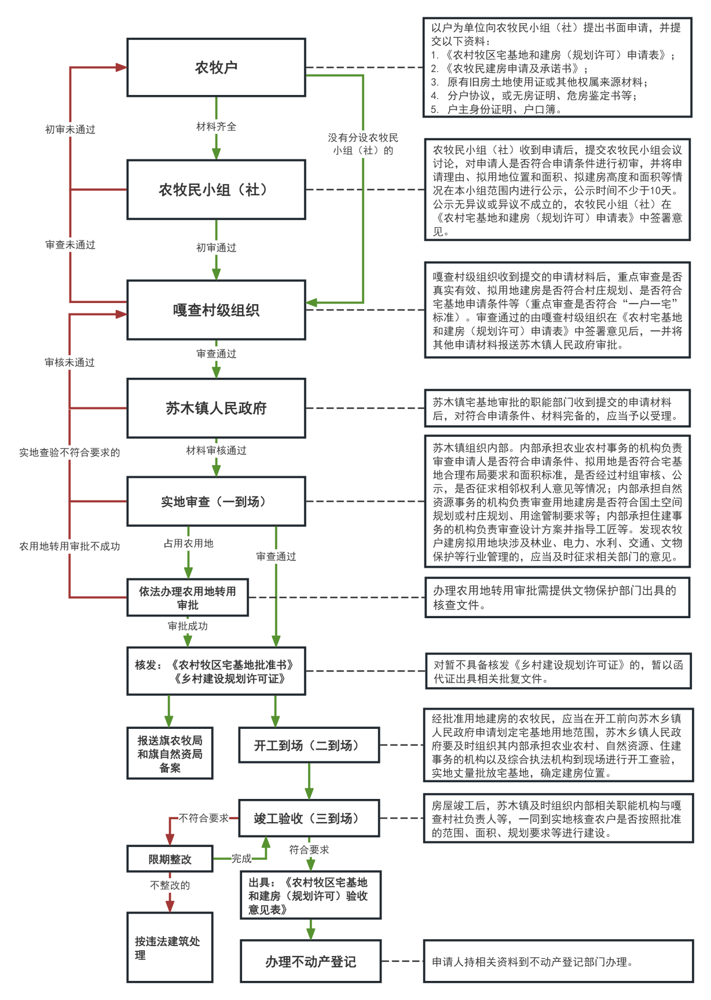 农牧户
以户为单位向农牧民小组（社）提出书面申请，并提
交以下资料：
1. 《农村牧区宅基地和建房（规划许可）申请表》；
2. 《农牧民建房申请及承诺书》；
3. 原有旧房土地使用证或其他权属来源材料；
4. 分户协议，或无房证明、危房鉴定书等；
5. 户主身份证明、户口簿。
初审未通过
材料齐全
没有分设农牧民
小组（社）的
农牧民小组（社）
农牧民小组（社）收到申请后，提交农牧民小组会议
讨论，对申请人是否符合申请条件进行初审，并将申
请理由、拟用地位置和面积、拟建房高度和面积等情
况在本小组范围内进行公示，公示时间不少于10天。
公示无异议或异议不成立的，农牧民小组（社）在
《农村宅基地和建房（规划许可）申请表》中签署意
见。
审查未通过
初审通过
嘎查村级组织
嘎查村级组织收到提交的申请材料后，重点审查是否
真实有效、拟用地建房是否符合村庄规划、是否符合
宅基地申请条件等（重点审查是否符合“一户一宅”
标准）。审查通过的由嘎查村级组织在《农村宅基地
和建房（规划许可）申请表》中签署意见后，一并将
其他申请材料报送苏木镇人民政府审批。
审核未通过
审查通过
苏木镇人民政府
苏木镇宅基地审批的职能部门收到提交的申请材料
后，对符合申请条件、材料完备的，应当予以受理。
实地查验不符合要求的
材料审核通过
实地审查（一到场）
苏木镇组织内部。内部承担农业农村事务的机构负责
审查申请人是否符合申请条件、拟用地是否符合宅基
地合理布局要求和面积标准，是否经过村组审核、公
示，是否征求相邻权利人意见等情况；内部承担自然
资源事务的机构负责审查用地建房是否符合国土空间
规划或村庄规划、用途管制要求等；内部承担住建事
务的机构负责审查设计方案并指导工匠等。发现农牧
户建房拟用地块涉及林业、电力、水利、交通、文物
保护等行业管理的，应当及时征求相关部门的意见。
农用地转用审批不成功
占用农用地
审查通过
依法办理农用地转用
审批
办理农用地转用审批需提供文物保护部门出具的
核查文件。
审批成功
核发：《农村牧区宅基地批准书》
《乡村建设规划许可证》
对暂不具备核发《乡村建设规划许可证》的，暂以函
代证出具相关批复文件。
报送旗农牧局
和旗自然资局
备案
开工到场（二到场）
经批准用地建房的农牧民，应当在开工前向苏木乡镇
人民政府申请划定宅基地用地范围，苏木乡镇人民政
府要及时组织其内部承担农业农村、自然资源、住建
事务的机构以及综合执法机构到现场进行开工查验，
实地丈量批放宅基地，确定建房位置。
不符合要求
竣工验收（三到场）
房屋竣工后，苏木镇及时组织内部相关职能机构与嘎
查村社负责人等，一同到实地核查农户是否按照批准
的范围、面积、规划要求等进行建设。
限期整改
完成
符合要求
不整改的
出具：《农村牧区宅基地
和建房（规划许可）验收
意见表》
按违法建筑处
理
办理不动产登记
申请人持相关资料到不动产登记部门办理。